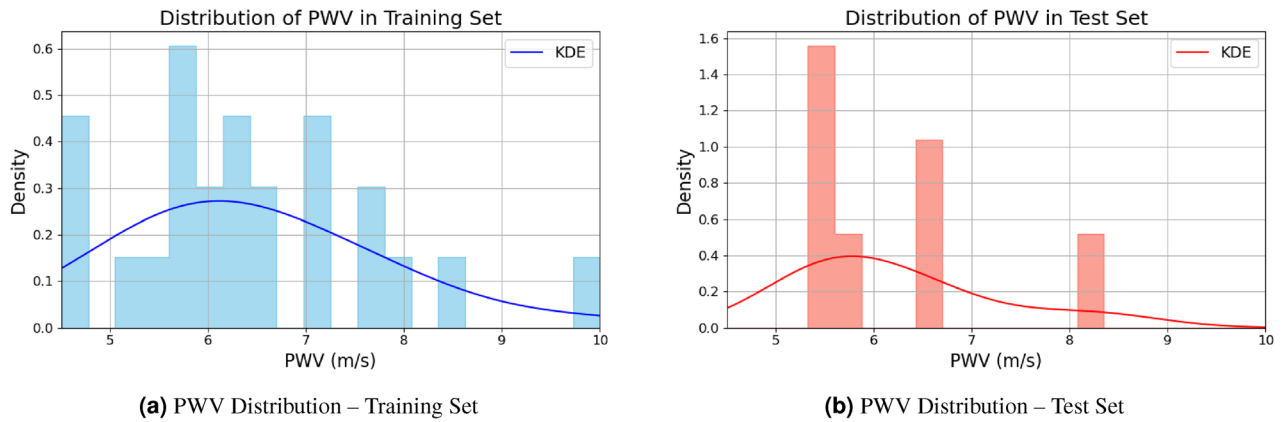 Distribution of PWV in Training Set
KDE
Density
0.6
0.5
0.4
0.3
0.2
0.1
0.0
5 6 7 8 9 10
PWV (m/s)
(a) PWV Distribution – Training Set
Distribution of PWV in Test Set
KDE
Density
1.6
1.4
1.2
1.0
0.8
0.6
0.4
0.2
0.0
5 6 7 8 9 10
PWV (m/s)
(b) PWV Distribution – Test Set